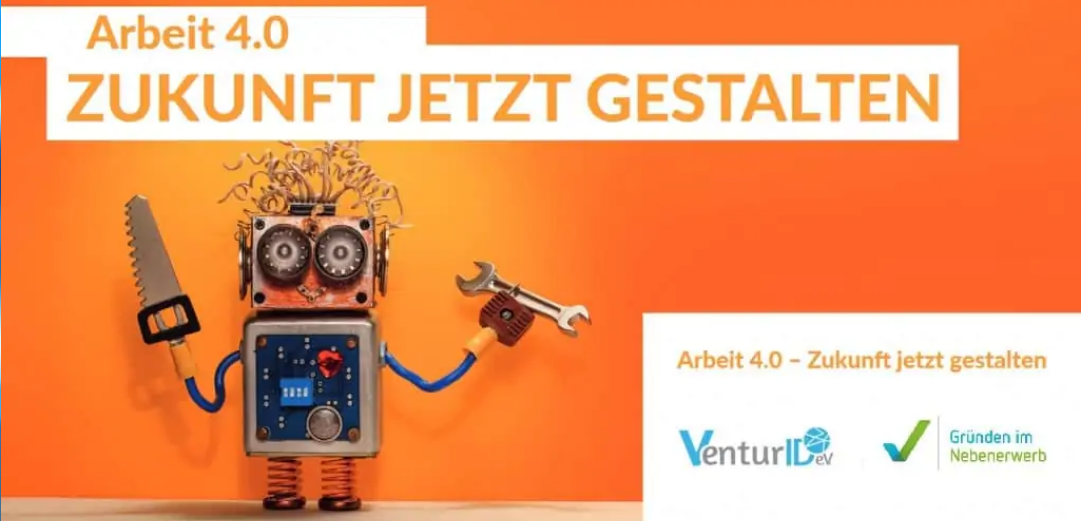 Arbeit 4.0
ZUKUNFT JETZT GESTALTEN
Arbeit 4.0 – Zukunft jetzt gestalten
VenturID eV
Gründen im
Nebenerwerb